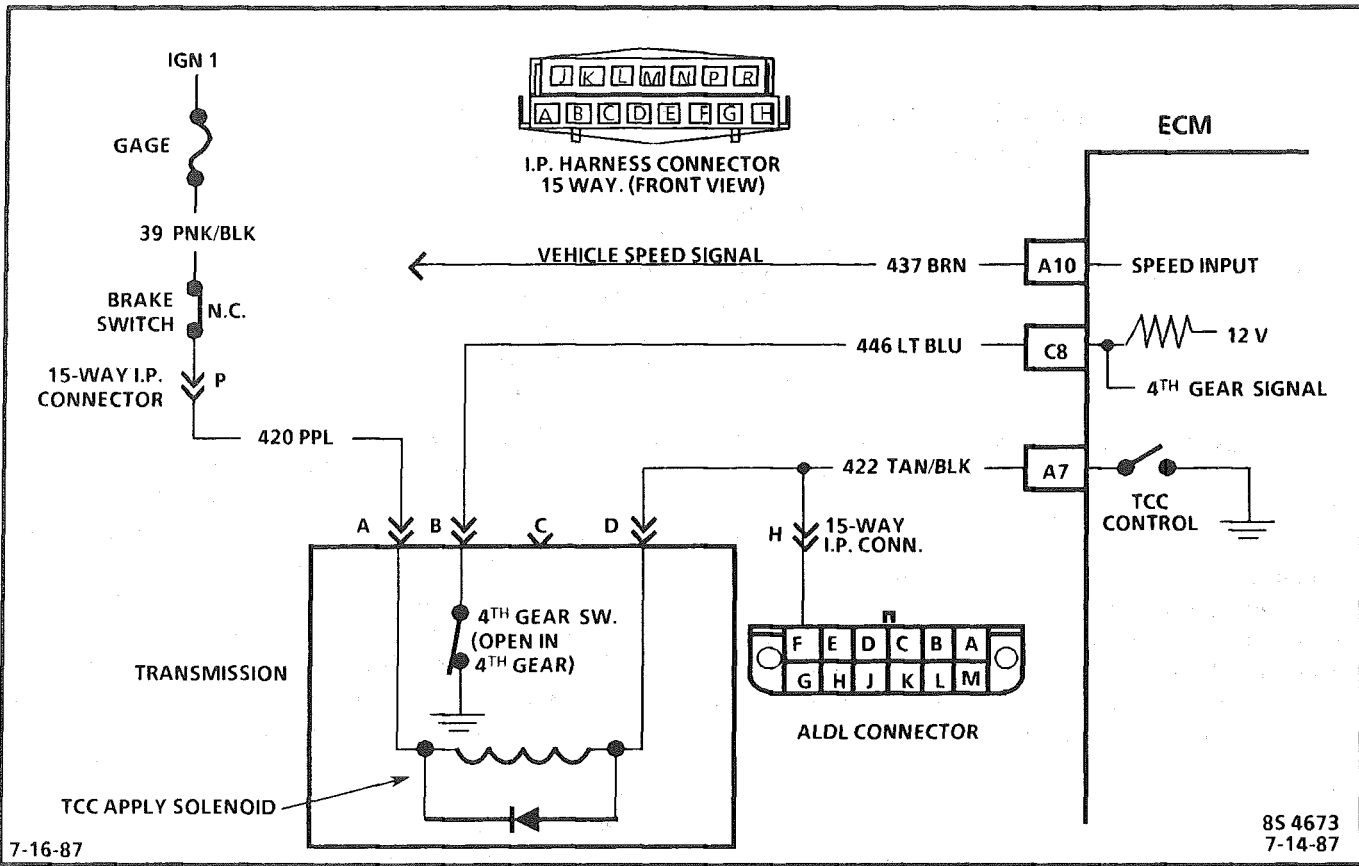 IGN 1
GAGE
39 PNK/BLK
BRAKE
SWITCH
N.C.
15-WAY I.P.
CONNECTOR
P
420 PPL
J K L M N P R
A B C D E F G H
I.P. HARNESS CONNECTOR
15 WAY. (FRONT VIEW)
ECM
VEHICLE SPEED SIGNAL
437 BRN
A10
SPEED INPUT
446 LT BLU
C8
12 V
4TH GEAR SIGNAL
422 TAN/BLK
A7
TCC
CONTROL
A B C D
H
15-WAY
I.P. CONN.
4TH GEAR SW.
(OPEN IN
4TH GEAR)
TRANSMISSION
F E D C B A
G H J K L M
ALDL CONNECTOR
TCC APPLY SOLENOID
7-16-87
8S 4673
7-14-87